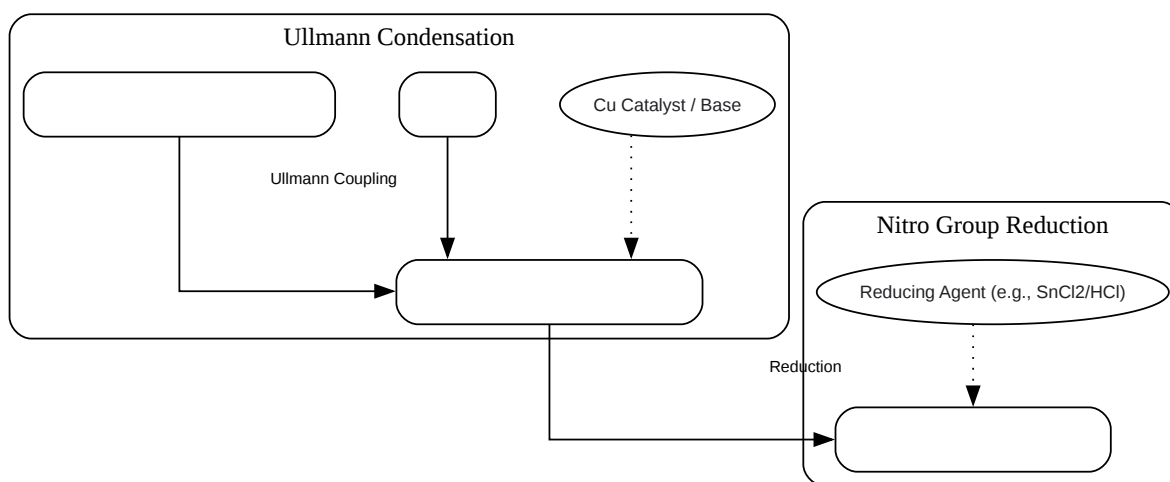 Ullmann Condensation
Cu Catalyst / Base
Ullmann Coupling
Nitro Group Reduction
Reducing Agent (e.g., SnCl2/HCl)
Reduction